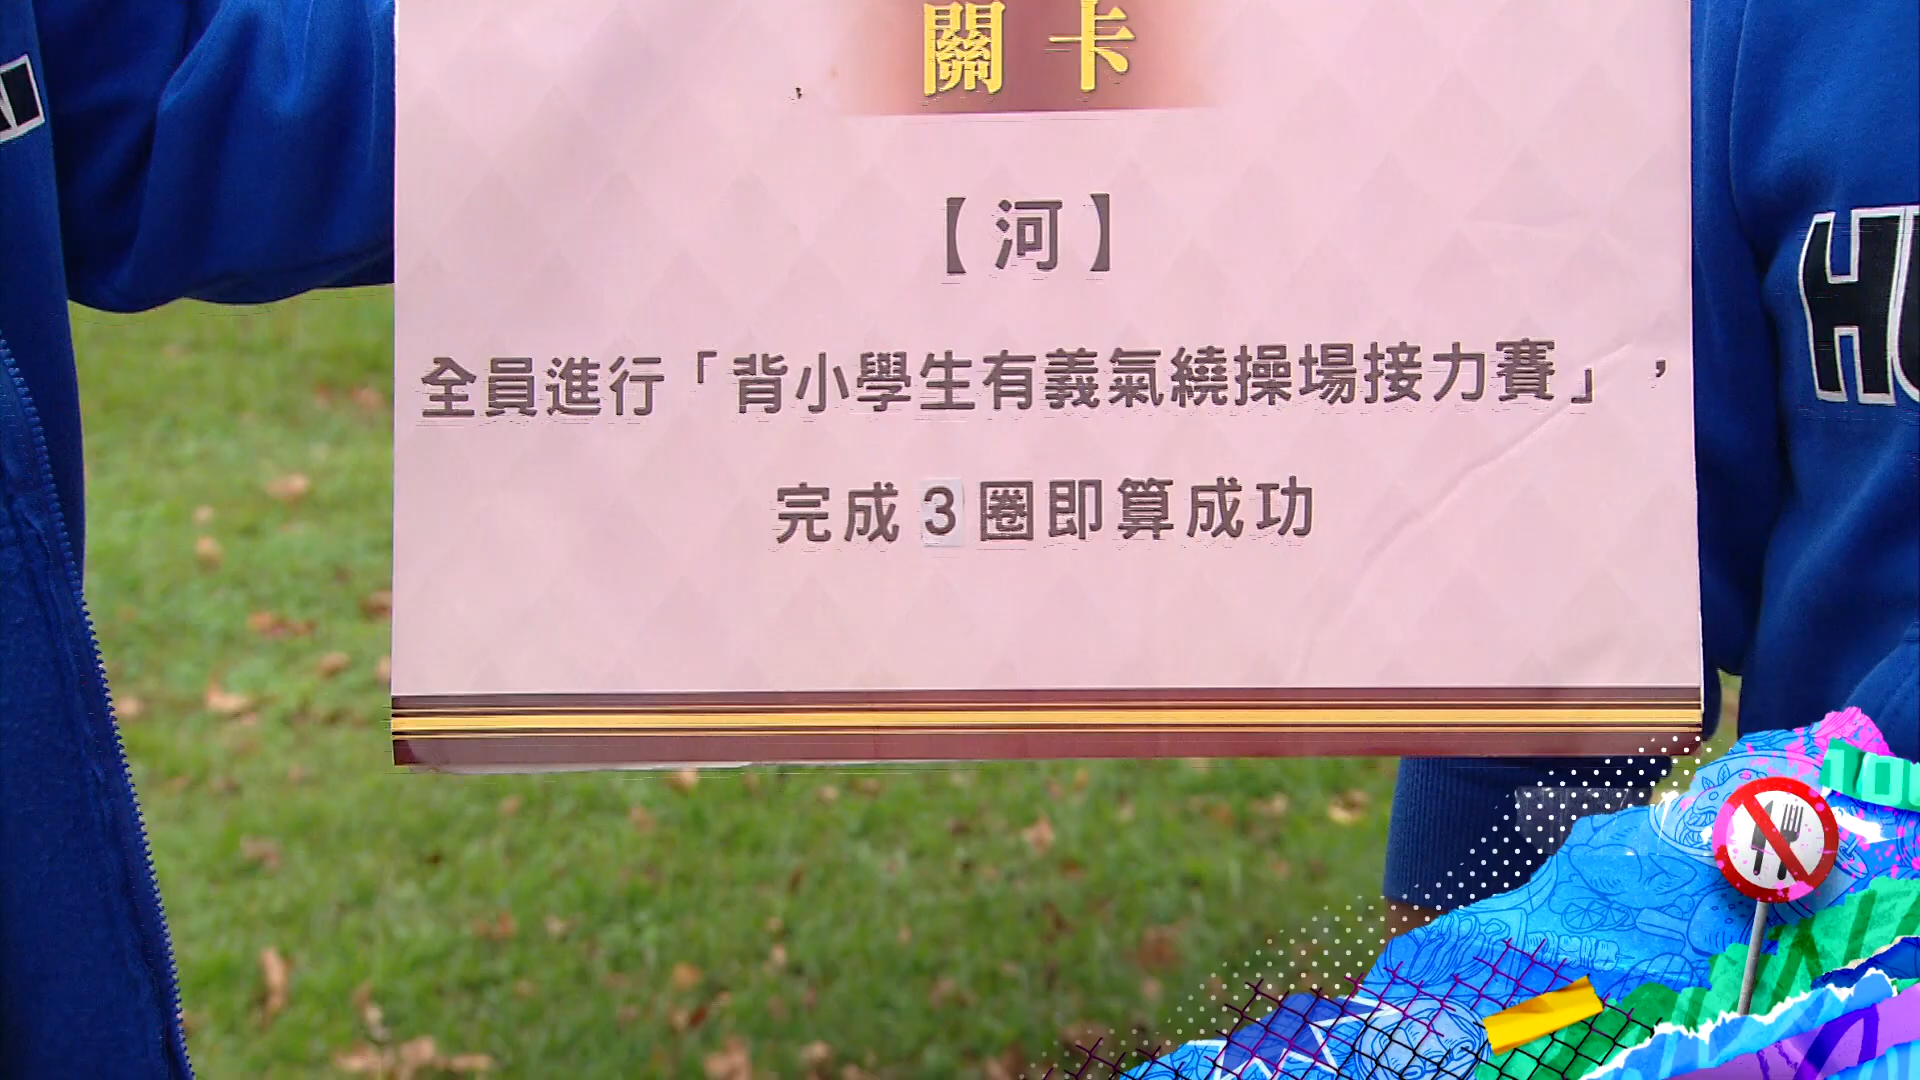 關卡
【河】
全員進行「背小學生有義氣繞操場接力賽」，
完成3圈即算成功